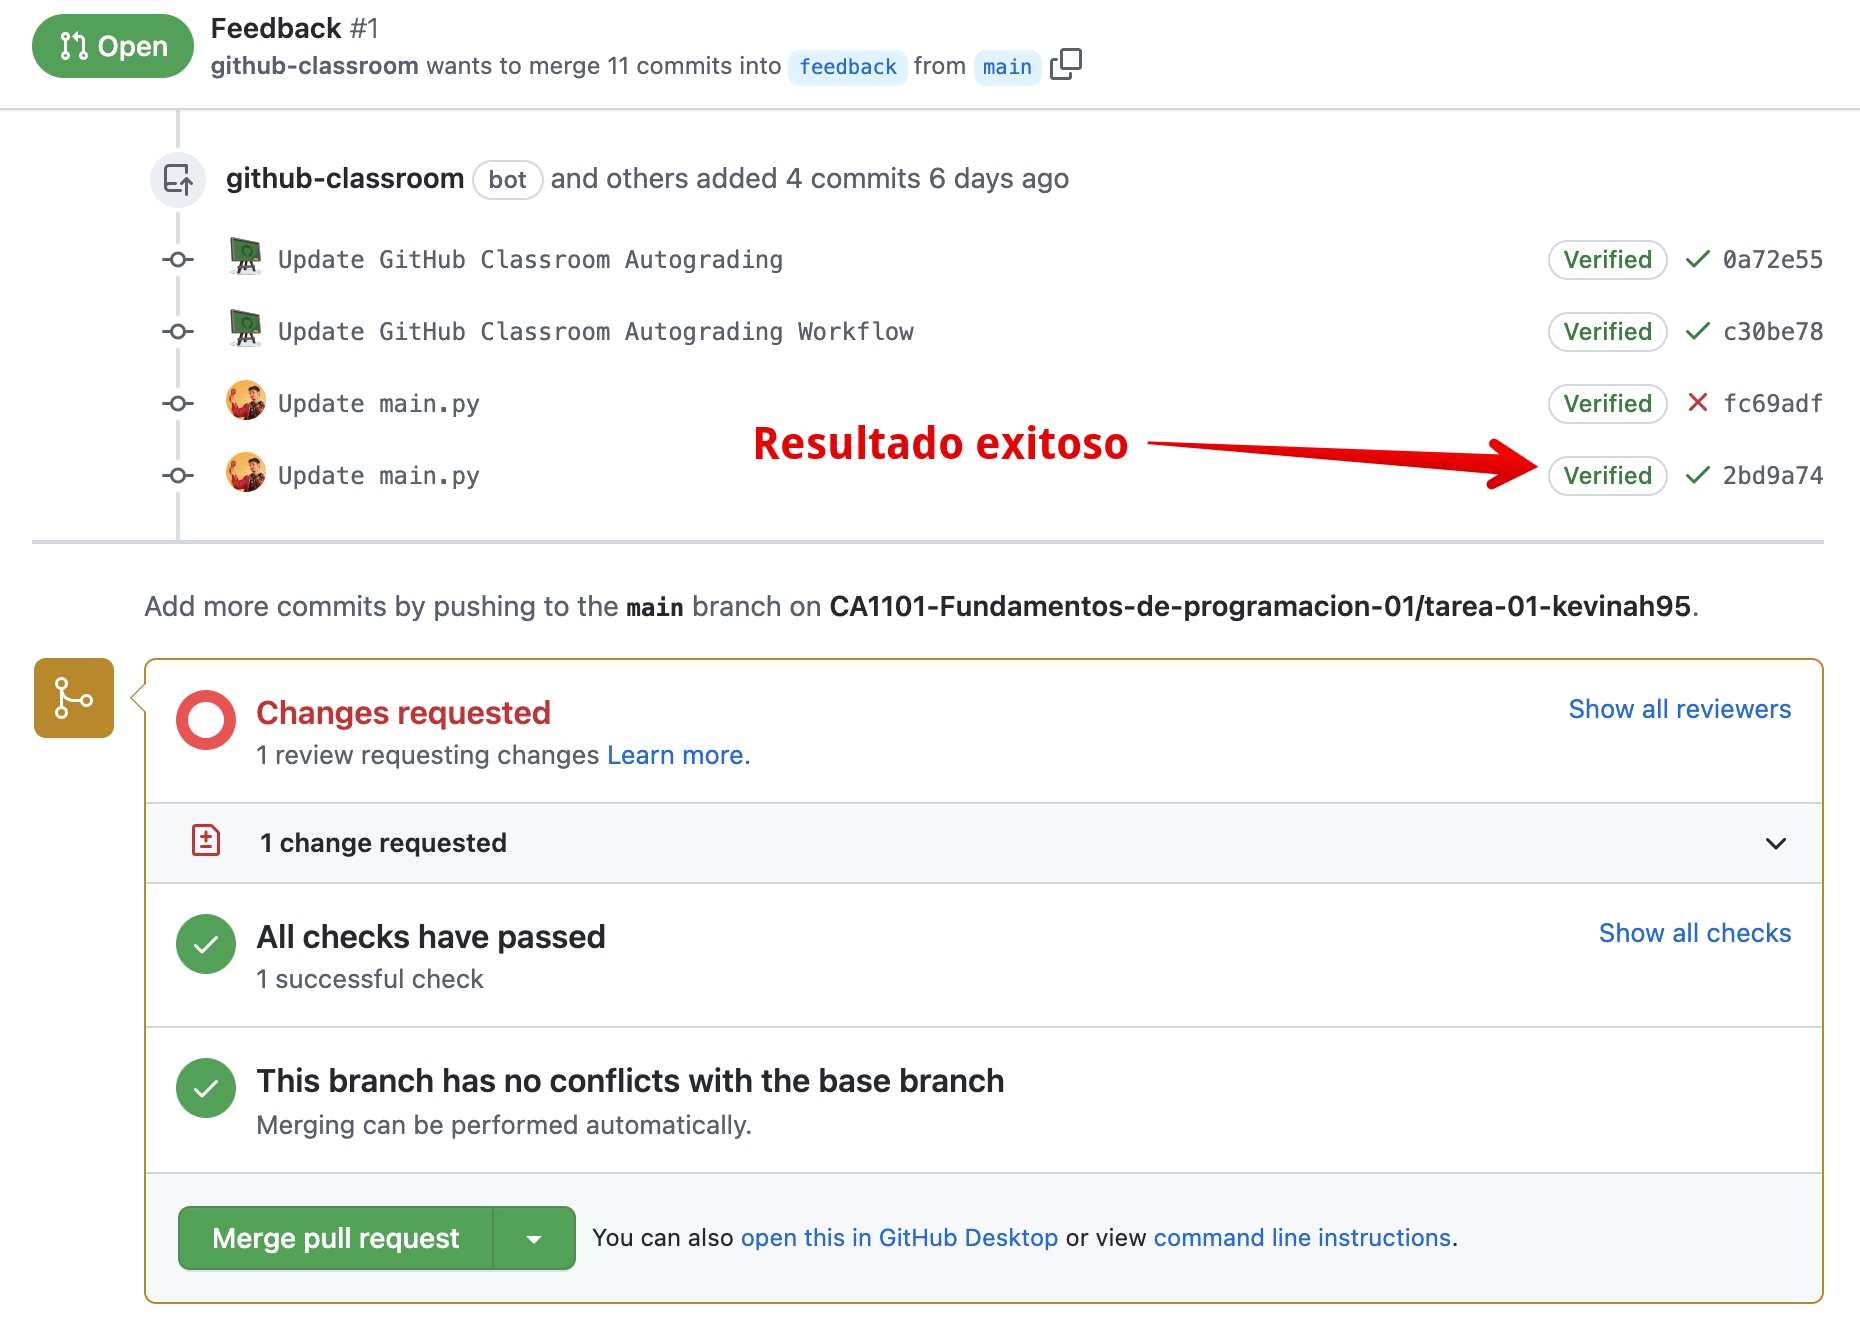 Open
Feedback #1
github-classroom wants to merge 11 commits into feedback from main
github-classroom bot and others added 4 commits 6 days ago
Update GitHub Classroom Autograding Verified 0a72e55
Update GitHub Classroom Autograding Workflow Verified c30be78
Update main.py Verified fc69adf
Resultado exitoso
Update main.py Verified 2bd9a74
Add more commits by pushing to the main branch on CA1101-Fundamentos-de-programacion-01/tarea-01-kevinah95.
Changes requested Show all reviewers
1 review requesting changes Learn more.
1 change requested
All checks have passed Show all checks
1 successful check
This branch has no conflicts with the base branch
Merging can be performed automatically.
Merge pull request You can also open this in GitHub Desktop or view command line instructions.